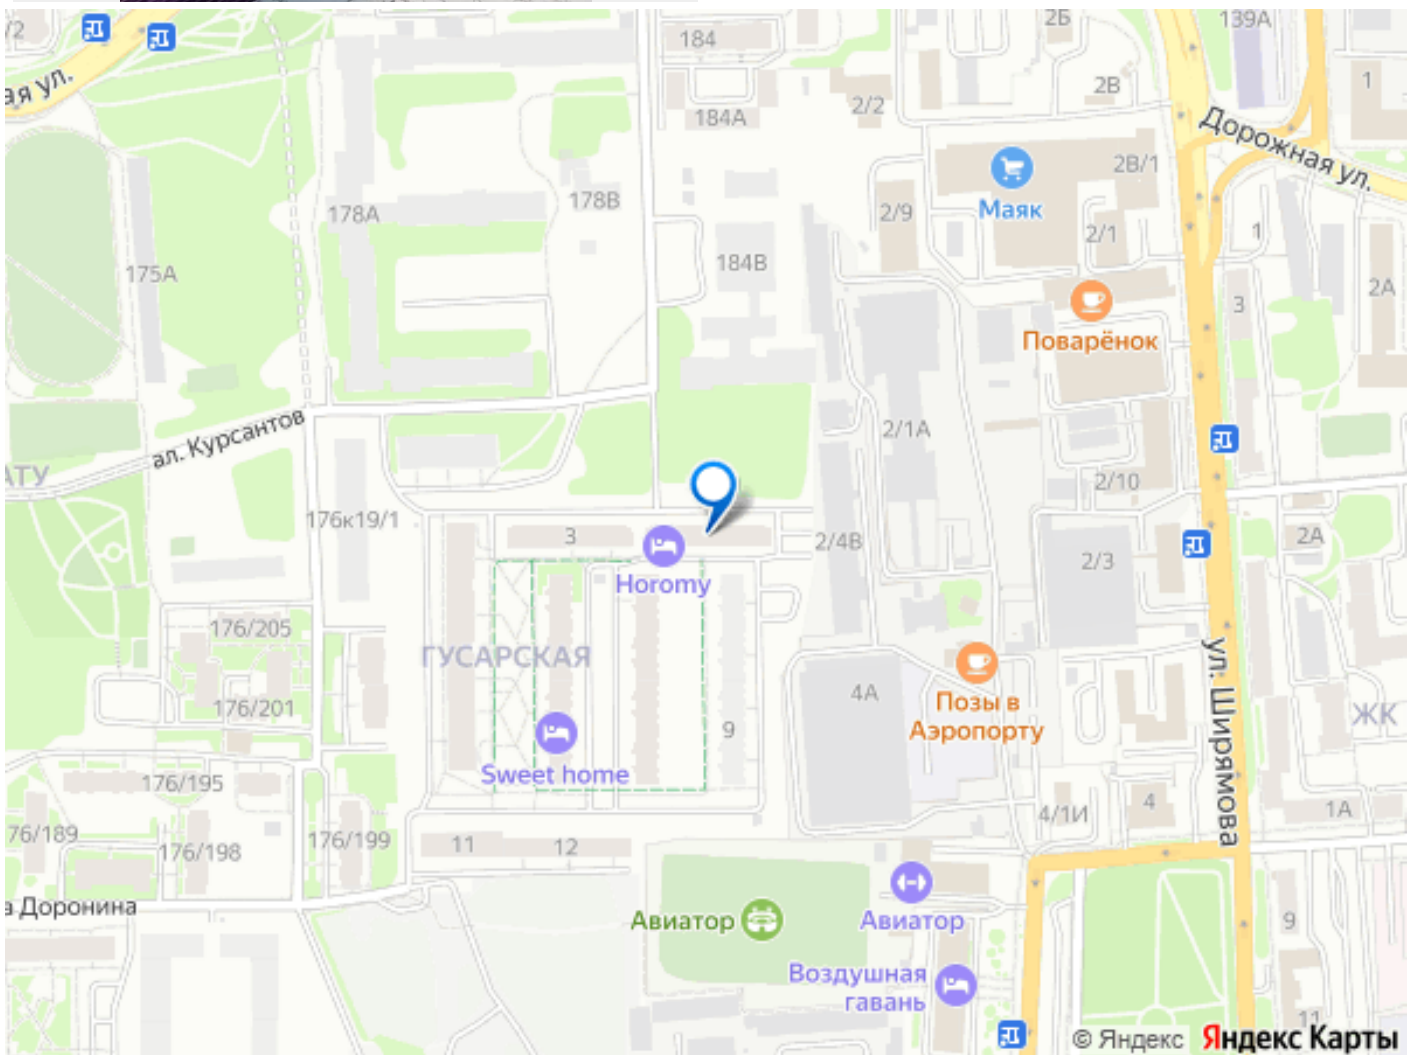 /2
184
2Б
139А
ая ул.
2В
1
184А
2/2
Дорожная ул.
2В/1
Маяк
178А
178В
2/9
2/1
1
175А
184В
2А
3
Поварёнок
ал. Курсантов
2/1А
АТУ
2/10
176к19/1
3
2/4В
2А
2/3
Horomy
176/205
ГУСАРСКАЯ
ул. Ширямова
4А
Позы в
Аэропорту
176/201
ЖК
9
Sweet home
176/195
4
1А
4/1И
76/189
176/198
176/199
11
12
а Доронина
Авиатор
Авиатор
9
Воздушная
гавань
11
© Яндекс Яндекс Карты